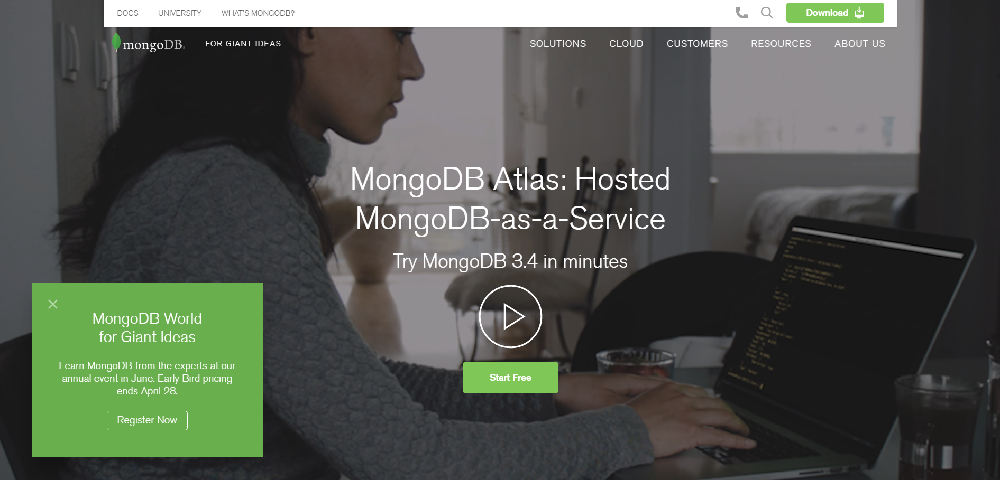 DOCS
UNIVERSITY
WHAT'S MONGODB?
Download
mongoDB.
FOR GIANT IDEAS
SOLUTIONS
CLOUD
CUSTOMERS
RESOURCES
ABOUT US
MongoDB Atlas: Hosted
MongoDB-as-a-Service
Try MongoDB 3.4 in minutes
Start Free
MongoDB World
for Giant Ideas
Learn MongoDB from the experts at our
annual event in June. Early Bird pricing
ends April 28.
Register Now